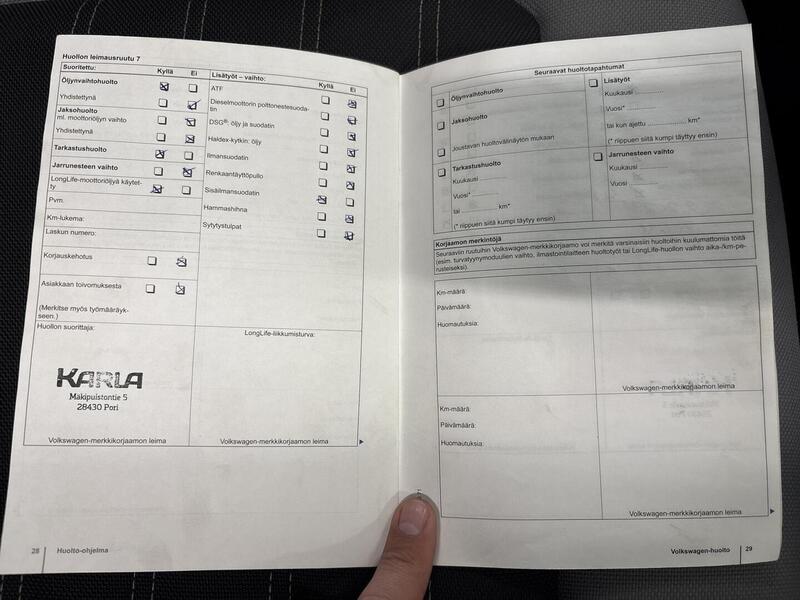 Huollon leimausruutu 7
Suoritettu: Kyllä Ei
Öljynvaihtohuolto
Yhdistettynä
Jaksohuolto
ml. moottoriöljyn vaihto
Yhdistettynä
Tarkastushuolto
Jarrunesteen vaihto
LongLife-moottoriöljyä käytet-
ty
Pvm.
Km-lukema:
Laskun numero:
Korjauskehotus
Asiakkaan toivomuksesta
(Merkitse myös työmääräyk-
seen.)
Huollon suorittaja:
KARLA
Mäkipuistontie 5
28430 Pori
Volkswagen-merkkikorjaamon leima
Lisätyöt – vaihto: Kyllä Ei
ATF
Dieselmoottorin polttonestesuoda-
tin
DSG®: öljy ja suodatin
Haldex-kytkin: öljy
Ilmansuodatin
Renkaantäyttöpullo
Sisäilmansuodatin
Hammashihna
Sytytystulpat
LongLife-liikkumisturva:
Volkswagen-merkkikorjaamon leima
28 Huolto-ohjelma
Seuraavat huoltotapahtumat
Öljynvaihtohuolto
Jaksohuolto
Joustavan huoltovälinäytön mukaan
Tarkastushuolto
Kuukausi
Vuosi*
tai km*
(* riippuen siitä kumpi täyttyy ensin)
Lisätyöt
Kuukausi
Vuosi*
tai kun ajettu km*
(* riippuen siitä kumpi täyttyy ensin)
Jarrunesteen vaihto
Kuukausi
Vuosi
Korjaamon merkintöjä
Seuraaviin ruutuihin Volkswagen-merkkikorjaamo voi merkitä varsinaisiin huoltoihin kuulumattomia töitä
(esim. turvatyynymoduulien vaihto, ilmastointilaitteen huoltotyöt tai LongLife-huollon vaihto aika-/km-pe-
rusteiseksi).
Km-määrä:
Päivämäärä:
Huomautuksia:
Volkswagen-merkkikorjaamon leima
Km-määrä:
Päivämäärä:
Huomautuksia:
Volkswagen-merkkikorjaamon leima
Volkswagen-huolto 29